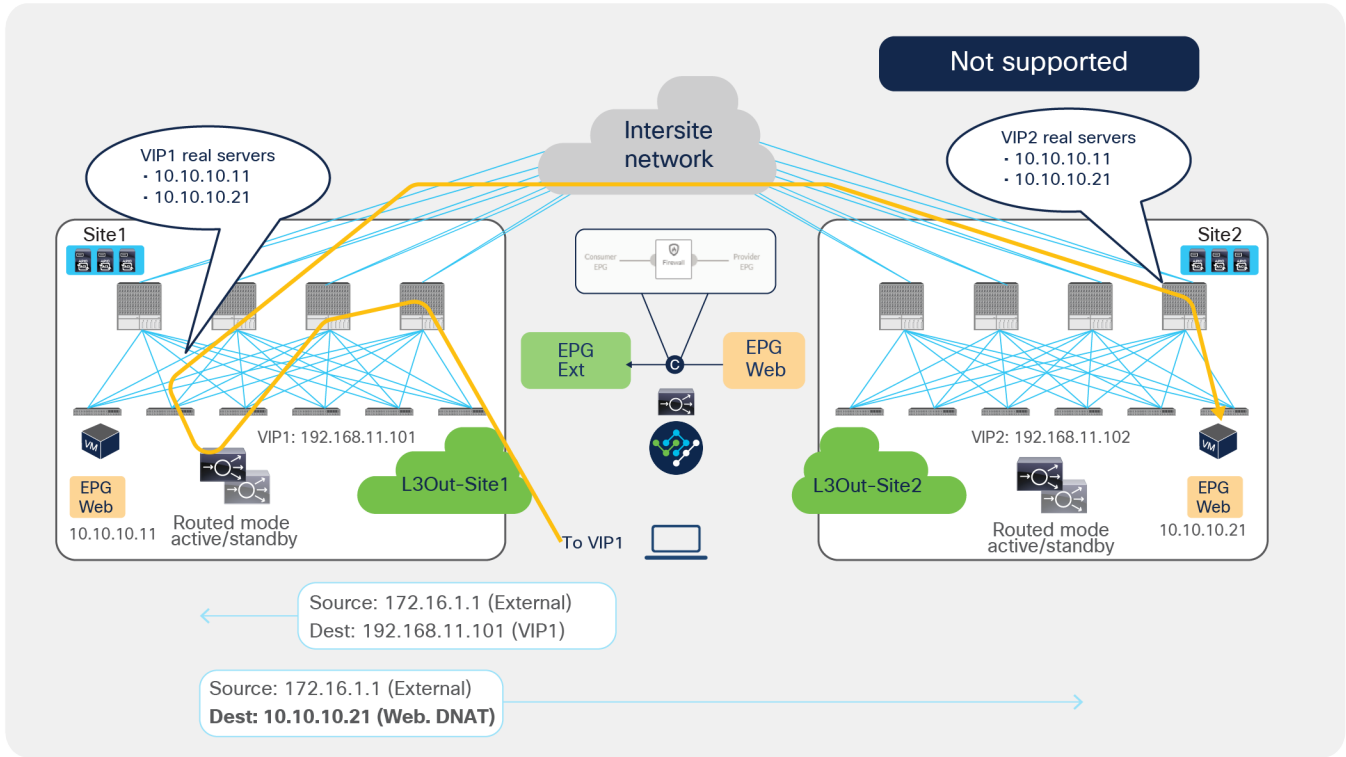 Not supported
Intersite
network
VIP1 real servers
· 10.10.10.11
· 10.10.10.21
VIP2 real servers
· 10.10.10.11
· 10.10.10.21
Site1
Site2
Consumer
EPG
Firewall
Provider
EPG
EPG
Ext
C
EPG
Web
VIP1: 192.168.11.101
VIP2: 192.168.11.102
VM
VM
L3Out-Site1
L3Out-Site2
EPG
Web
10.10.10.11
Routed mode
active/standby
To VIP1
Routed mode
active/standby
EPG
Web
10.10.10.21
Source: 172.16.1.1 (External)
Dest: 192.168.11.101 (VIP1)
Source: 172.16.1.1 (External)
Dest: 10.10.10.21 (Web. DNAT)